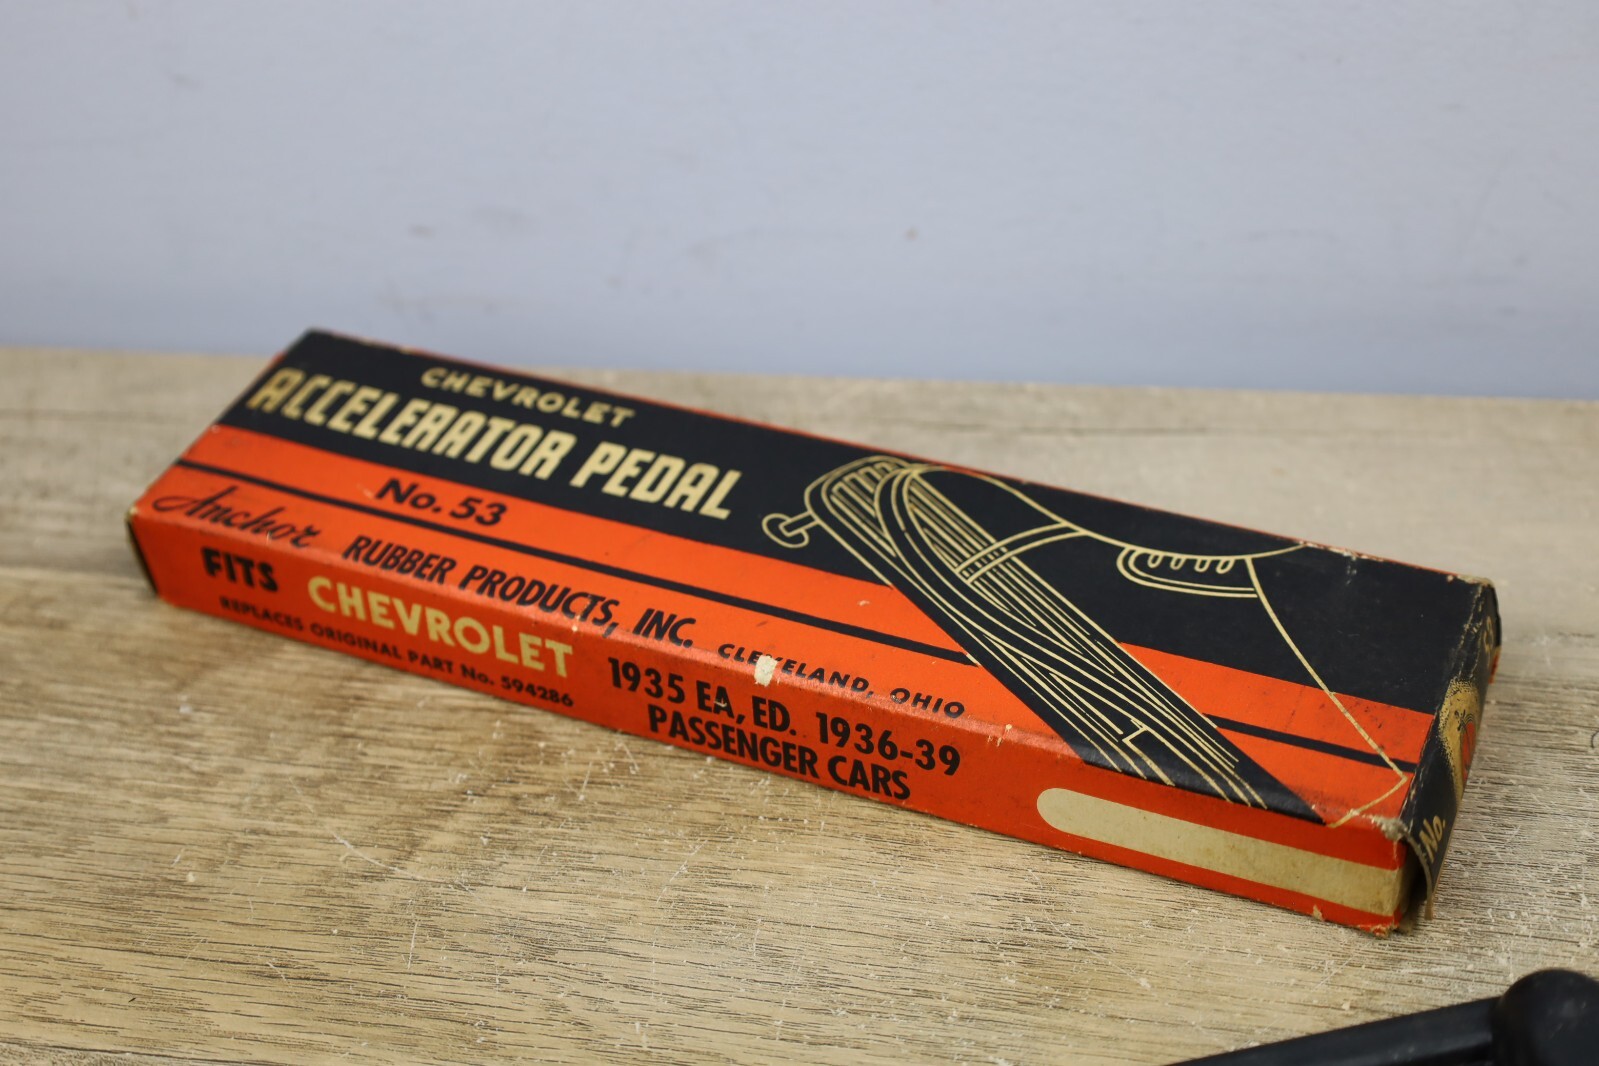 CHEVROLET
ACCELERATOR PEDAL
No. 53
Anchor RUBBER PRODUCTS, INC. CLEVELAND, OHIO
FITS CHEVROLET
REPLACES ORIGINAL PART No. 594286
1935 EA, ED. 1936-39
PASSENGER CARS
No.